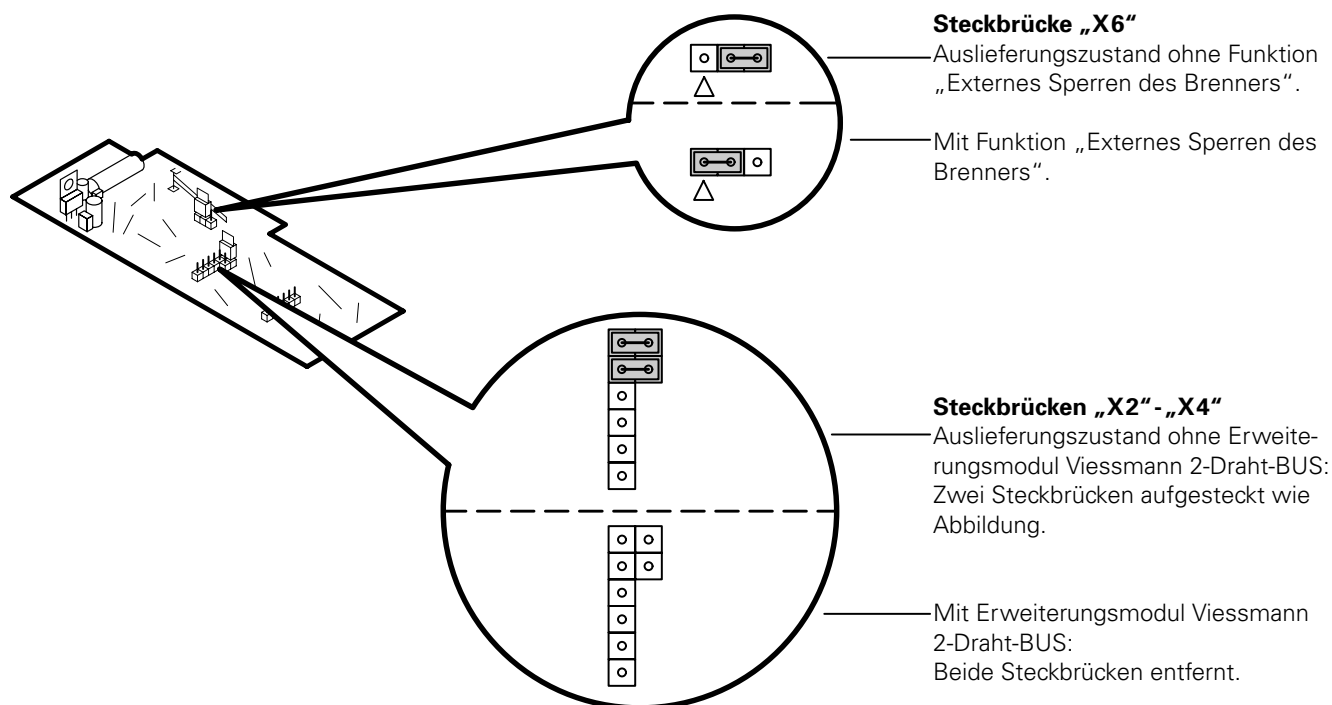 Steckbrücke „X6“
Auslieferungszustand ohne Funktion
„Externes Sperren des Brenners“.
Mit Funktion „Externes Sperren des
Brenners“.
Steckbrücken „X2“-„X4“
Auslieferungszustand ohne Erweite-
rungsmodul Viessmann 2-Draht-BUS:
Zwei Steckbrücken aufgesteckt wie
Abbildung.
Mit Erweiterungsmodul Viessmann
2-Draht-BUS:
Beide Steckbrücken entfernt.